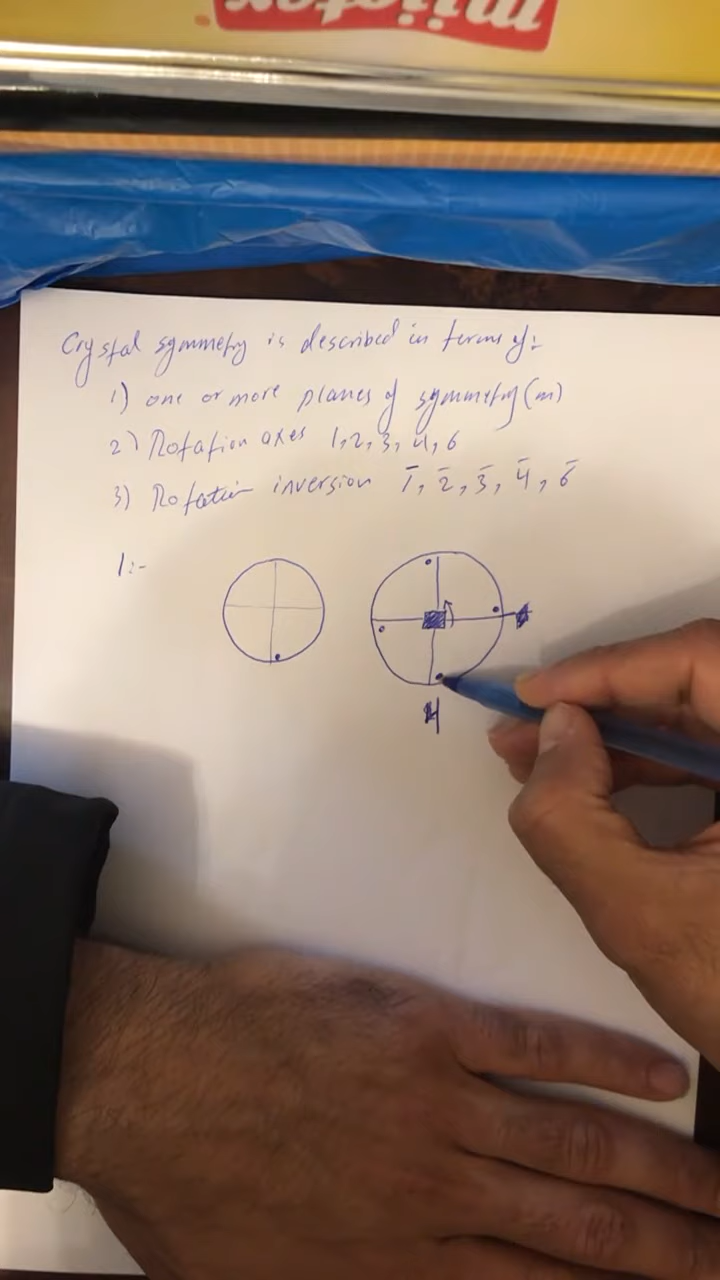 mintax
Crystal symmetry is described in terms of:-
1) one or more planes of symmetry (m)
2) Rotation axes 1,2,3,4,6
3) Rotation inversion 1̄, 2̄, 3̄, 4̄, 6̄
1:-
4